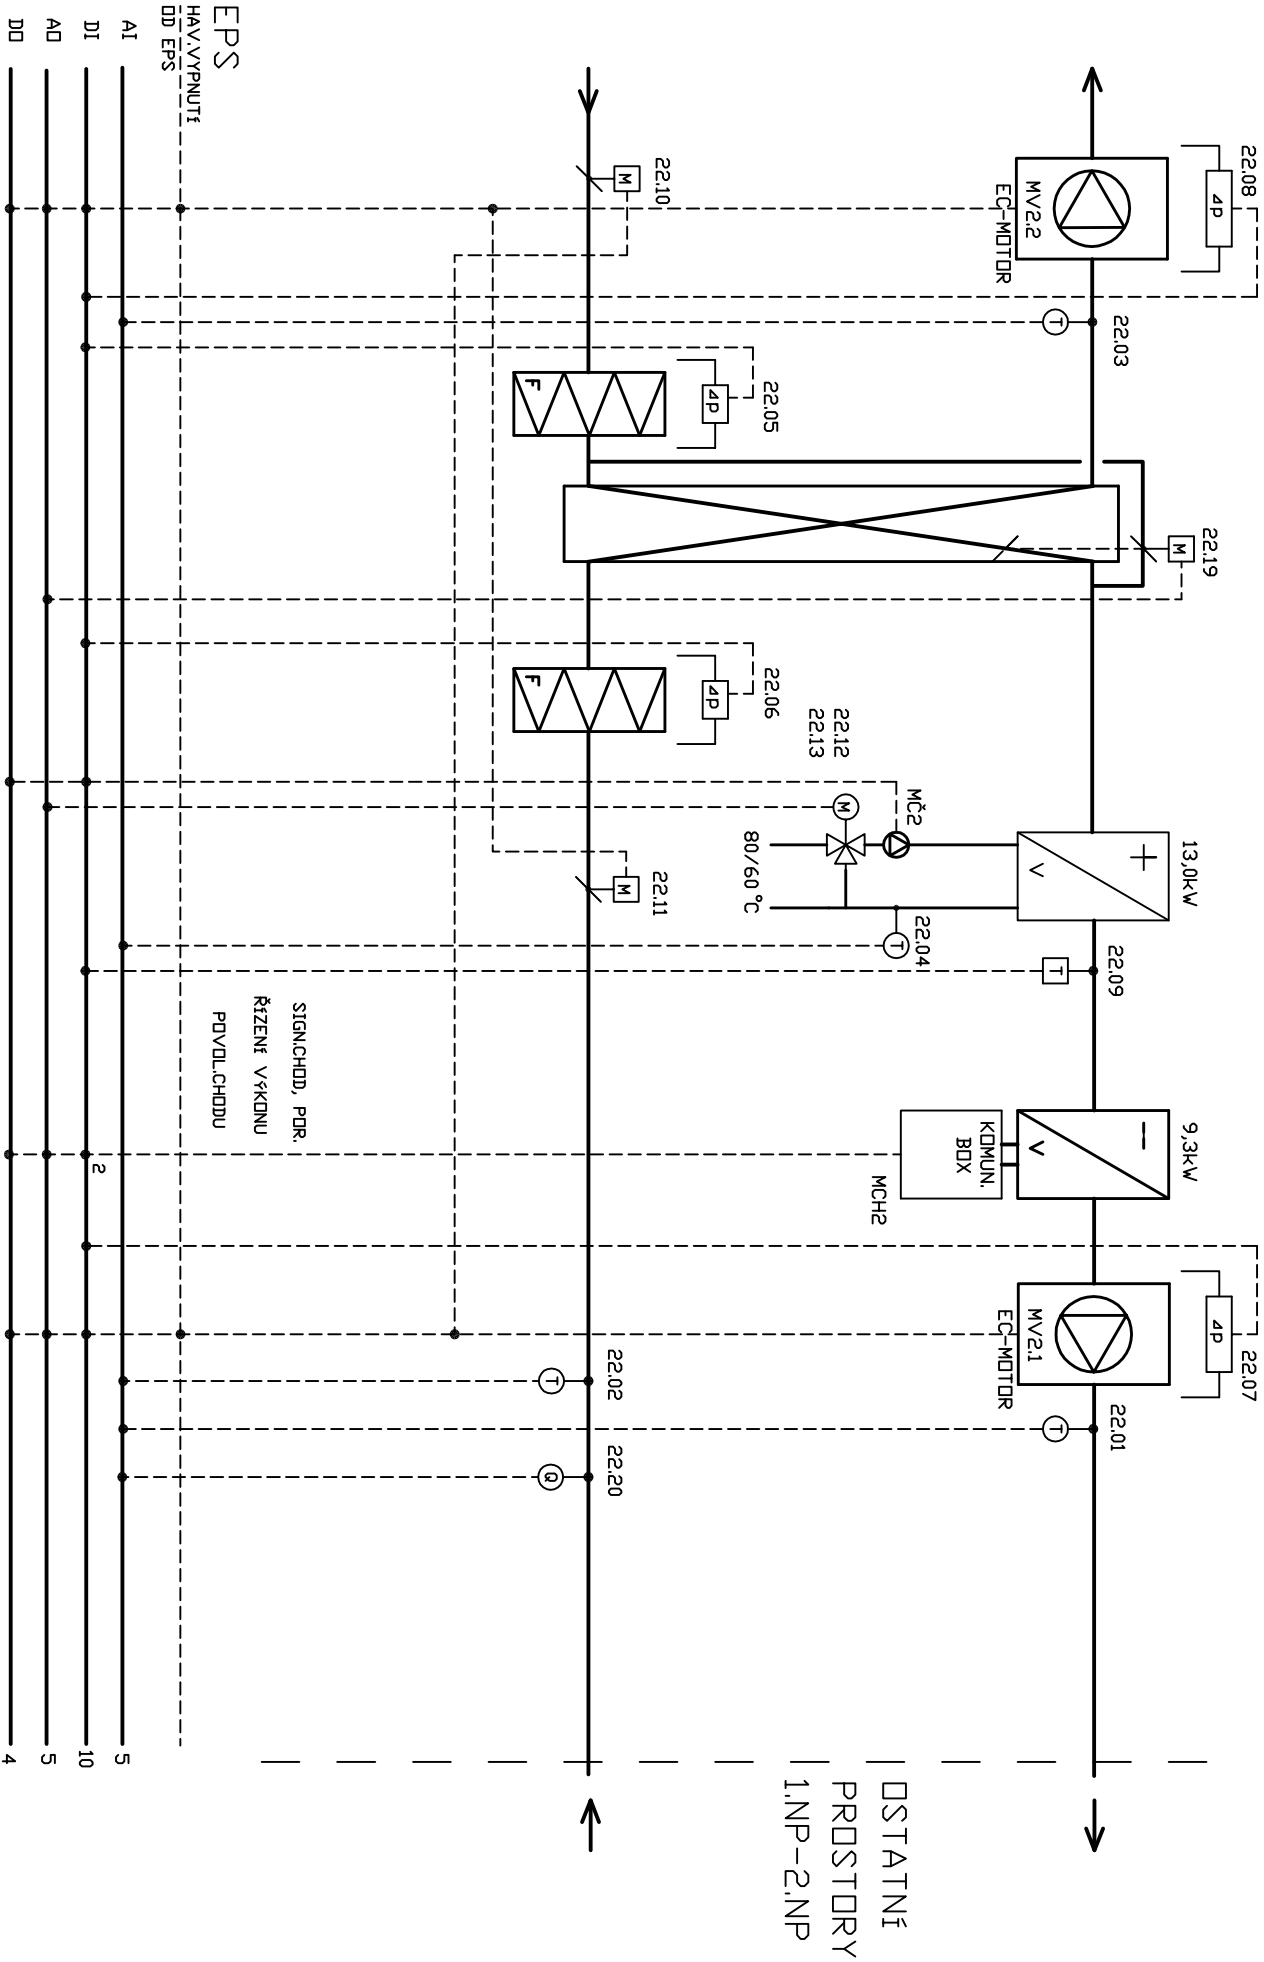 22.08
Δp
MV2.2
EC-MOTOR
22.03
T
22.10
M
22.05
Δp
F
22.19
M
22.06
Δp
F
22.12
22.13
MČ2
M
80/60 °C
13,0kW
+
V
22.04
T
22.11
M
22.09
T
9,3kW
V
KOMUN.
BOX
MCH2
22.07
Δp
MV2.1
EC-MOTOR
22.01
T
22.02
T
22.20
Q
SIGN.CHOD, POR.
ŘÍZENÍ VÝKONU
POVOL.CHODU
2
EPS
HAV.VYPNUTÍ
OD EPS
AI
DI
AO
DO
5
10
5
4
OSTATNÍ
PROSTORY
1.NP-2.NP